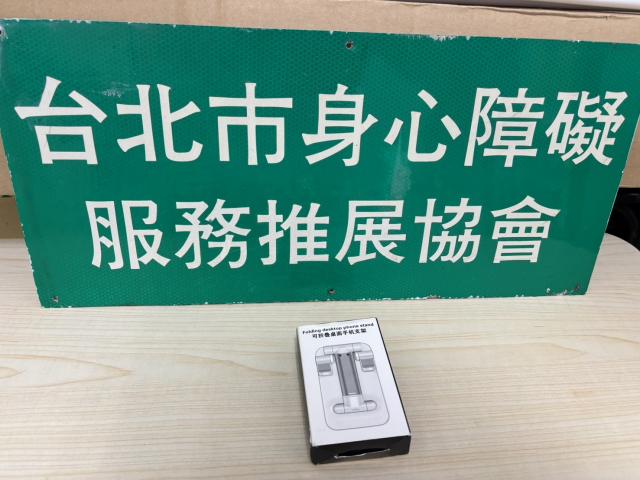 台北市身心障礙
服務推展協會
Folding desktop phone stand
可折叠桌面手机支架